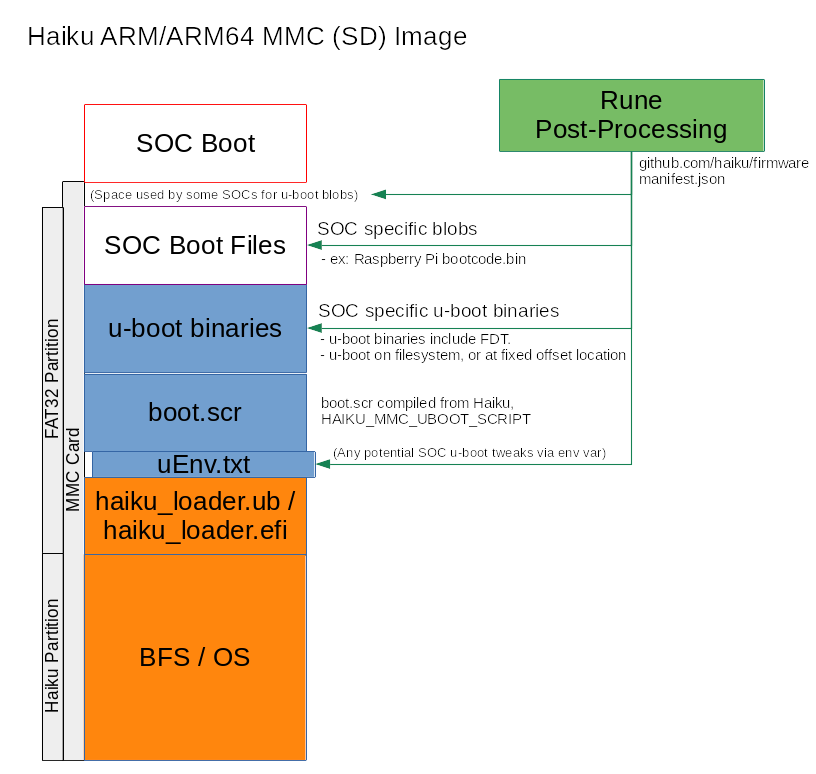 Haiku ARM/ARM64 MMC (SD) Image
Rune
Post-Processing
github.com/haiku/firmware
manifest.json
SOC Boot
(Space used by some SOCs for u-boot blobs)
SOC Boot Files
SOC specific blobs
- ex: Raspberry Pi bootcode.bin
u-boot binaries
SOC specific u-boot binaries
- u-boot binaries include FDT.
- u-boot on filesystem, or at fixed offset location
boot.scr
boot.scr compiled from Haiku,
HAIKU_MMC_UBOOT_SCRIPT
uEnv.txt
(Any potential SOC u-boot tweaks via env var)
haiku_loader.ub /
haiku_loader.efi
BFS / OS
FAT32 Partition
MMC Card
Haiku Partition